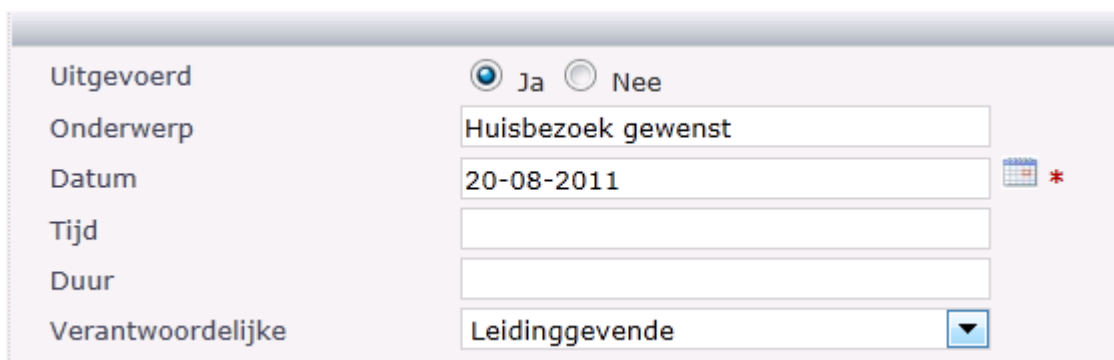 Uitgevoerd Ja Nee
Onderwerp Huisbezoek gewenst
Datum 20-08-2011 *
Tijd
Duur
Verantwoordelijke Leidinggevende